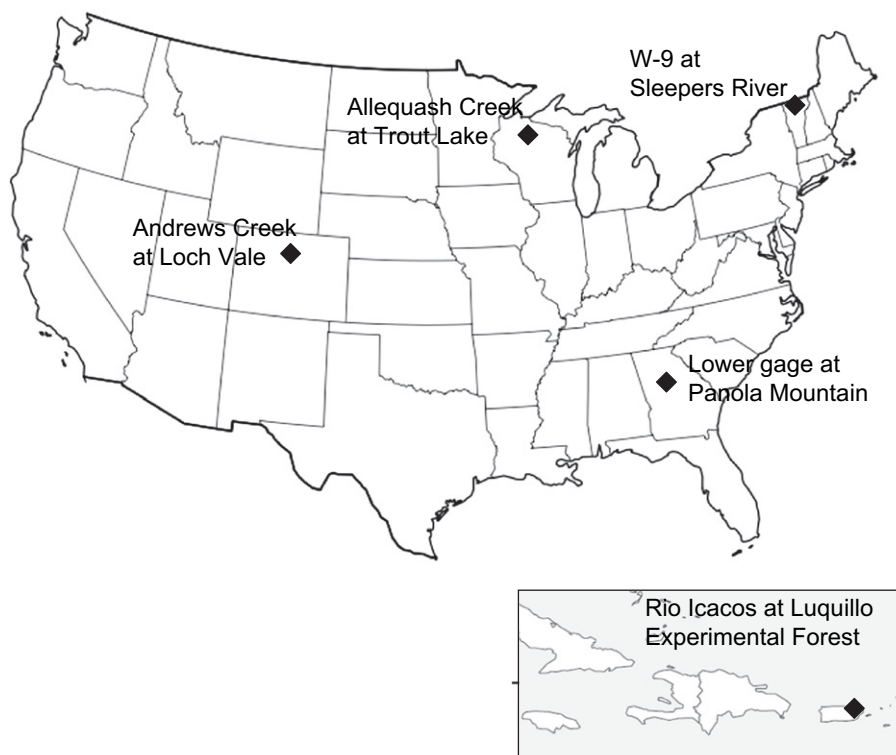 W-9 at
Sleepers River
Allequash Creek
at Trout Lake
Andrews Creek
at Loch Vale
Lower gage at
Panola Mountain
Rio Icacos at Luquillo
Experimental Forest